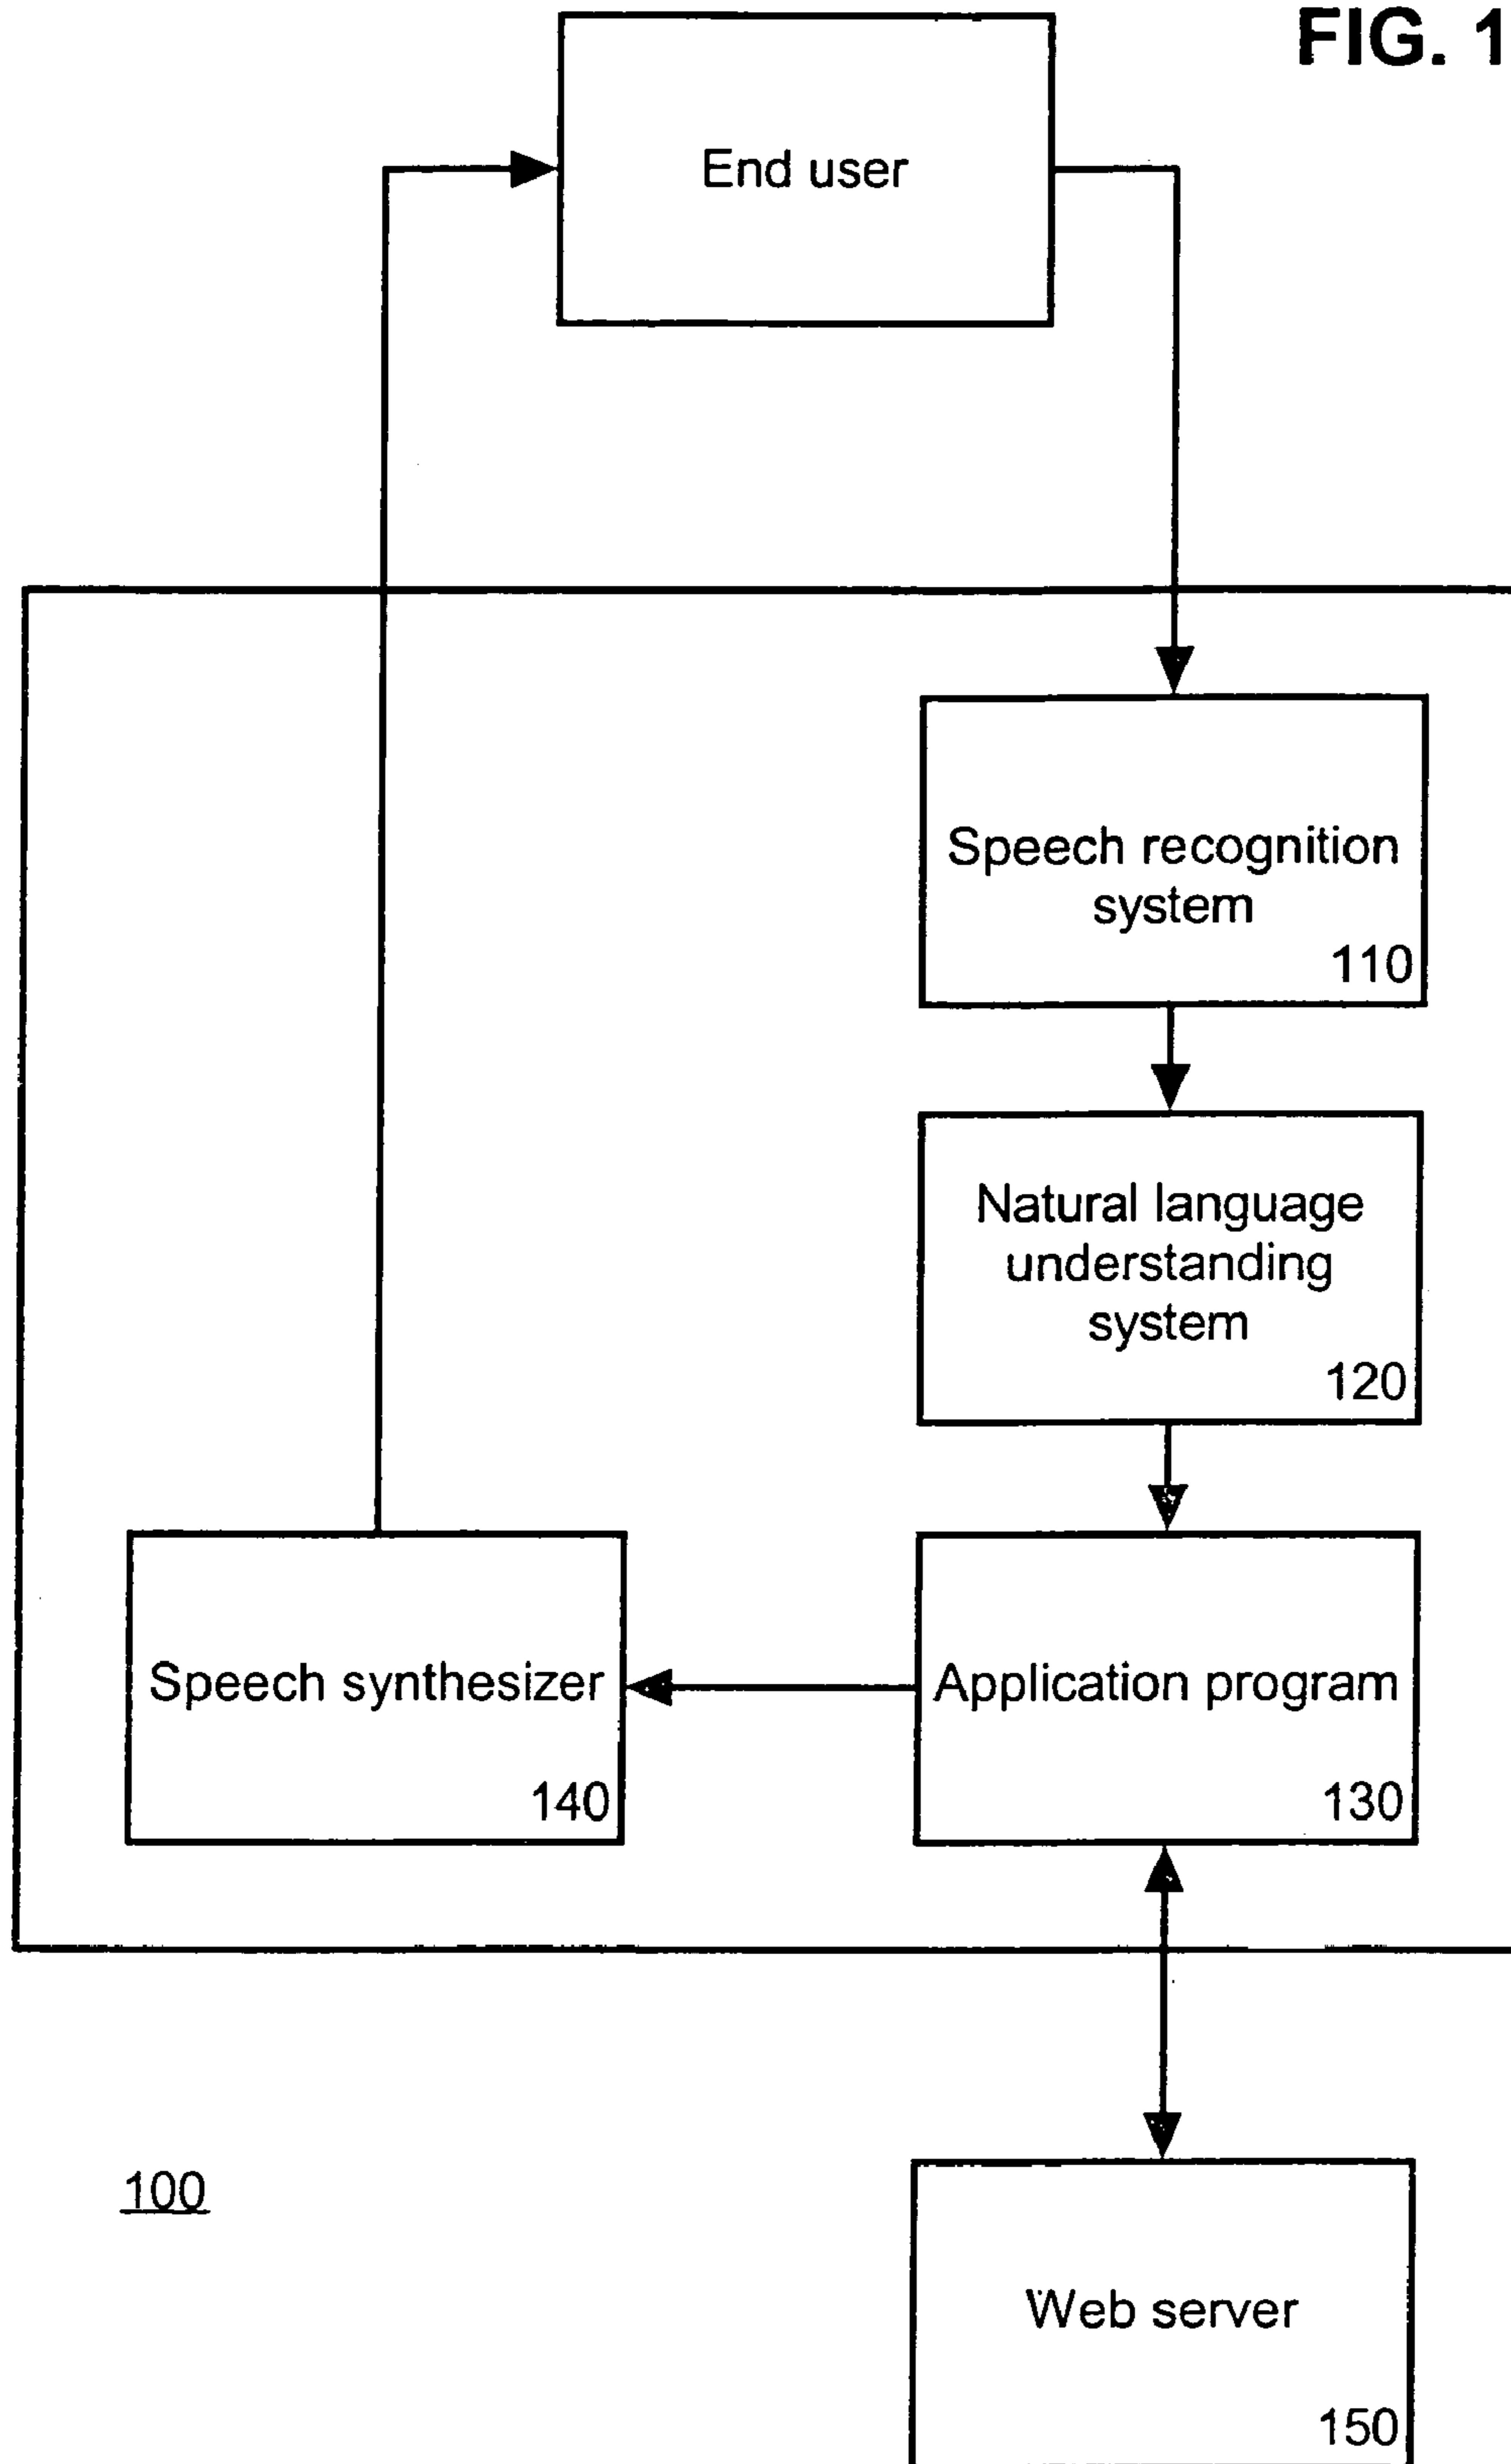 FIG. 1
End user
Speech recognition
system
110
Natural language
understanding
system
120
Speech synthesizer
140
Application program
130
100
Web server
150